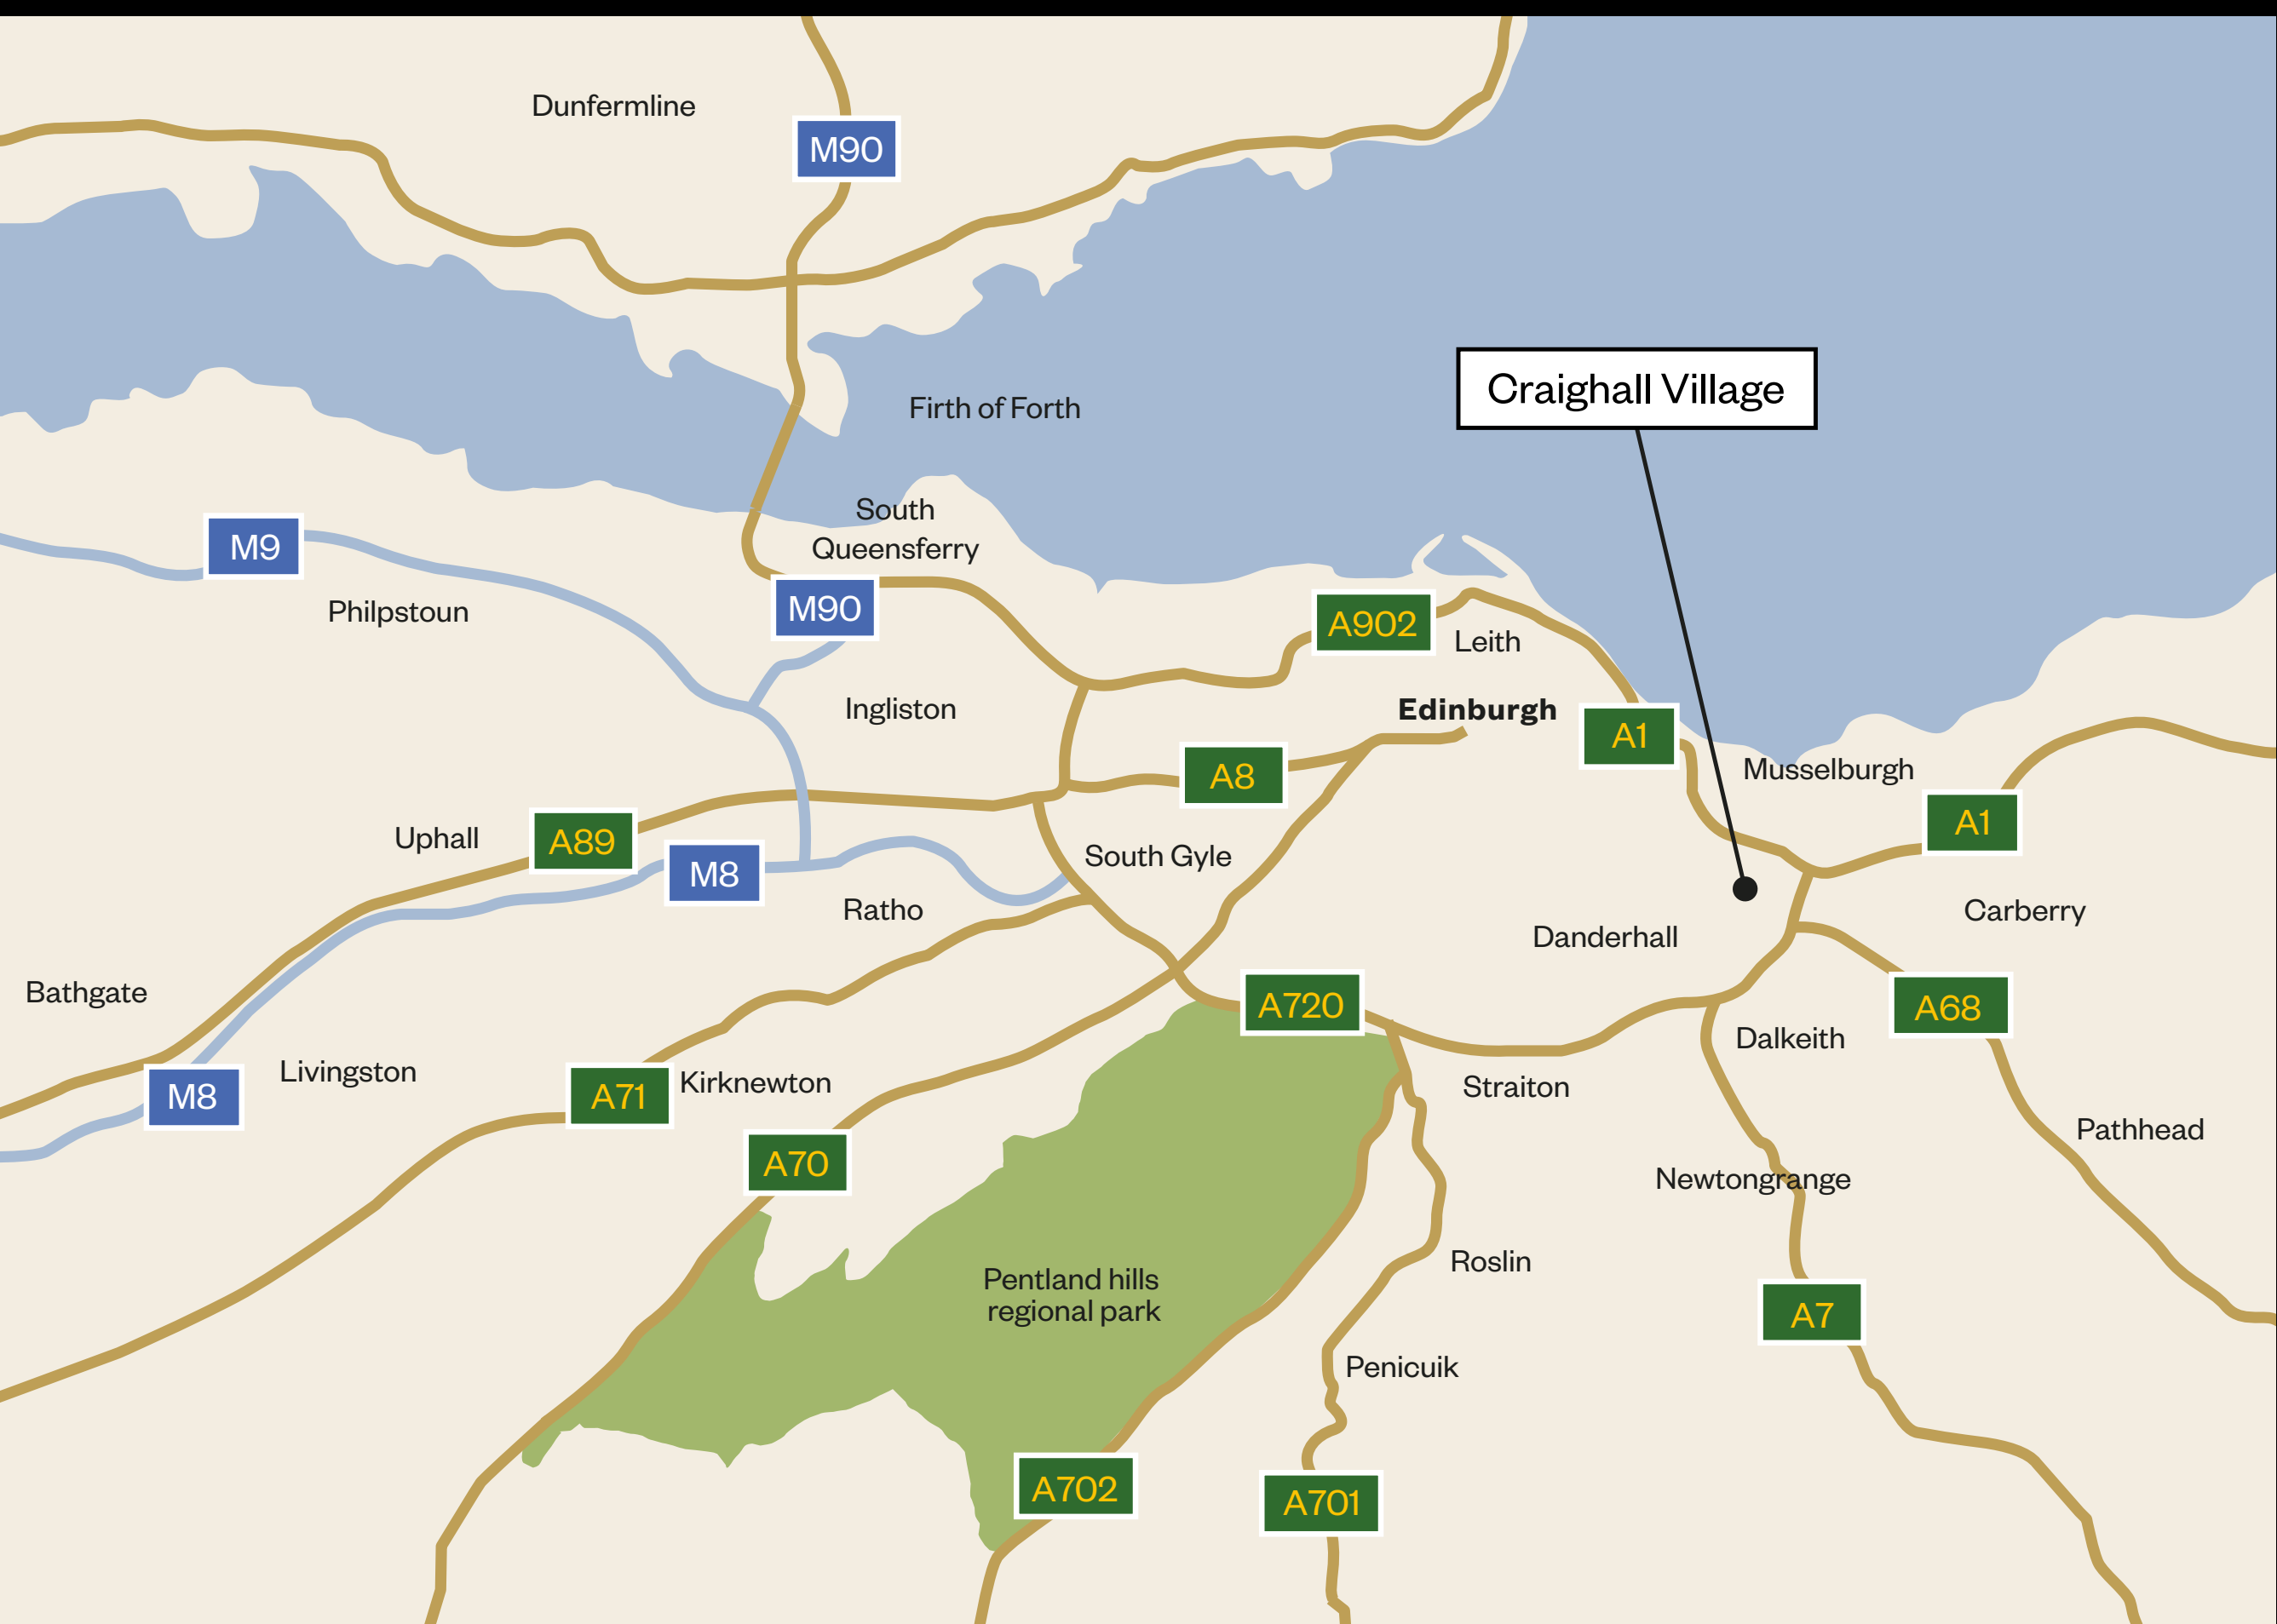 Dunfermline
M90
Craighall Village
Firth of Forth
South
Queensferry
M9
Philpstoun
M90
A902
Leith
Ingliston
Edinburgh
A1
A8
Musselburgh
A1
Uphall
A89
M8
South Gyle
Ratho
Carberry
Danderhall
Bathgate
A720
A68
Dalkeith
Livingston
M8
A71
Kirknewton
Straiton
Pathhead
A70
Newtongrange
Roslin
Pentland hills
regional park
A7
Penicuik
A702
A701